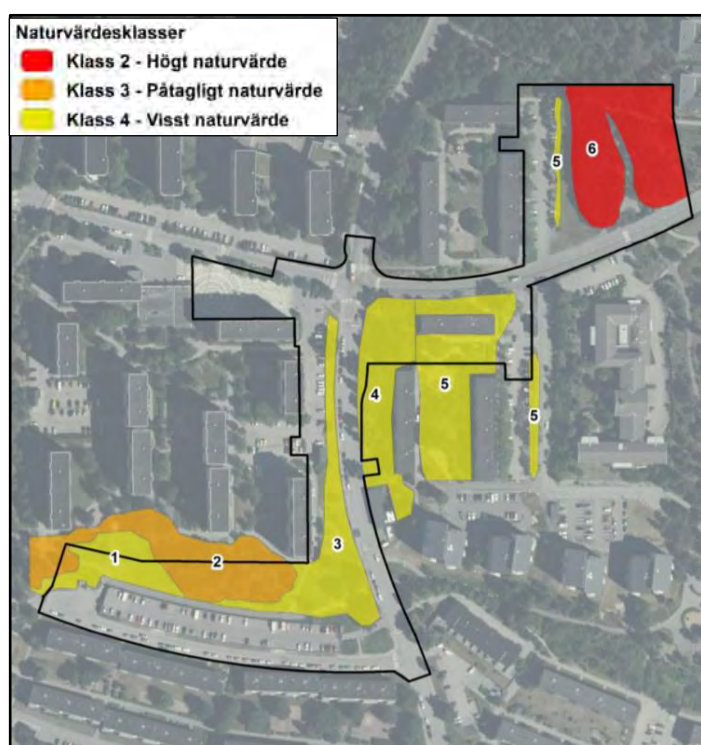 Naturvärdesklasser
Klass 2 - Högt naturvärde
Klass 3 - Påtagligt naturvärde
Klass 4 - Visst naturvärde
5
6
4
5
5
3
1
2